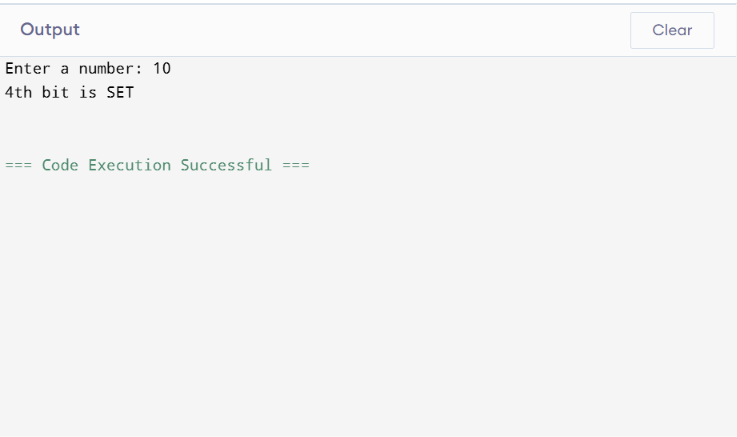 Output
Clear
Enter a number: 10
4th bit is SET
=== Code Execution Successful ===